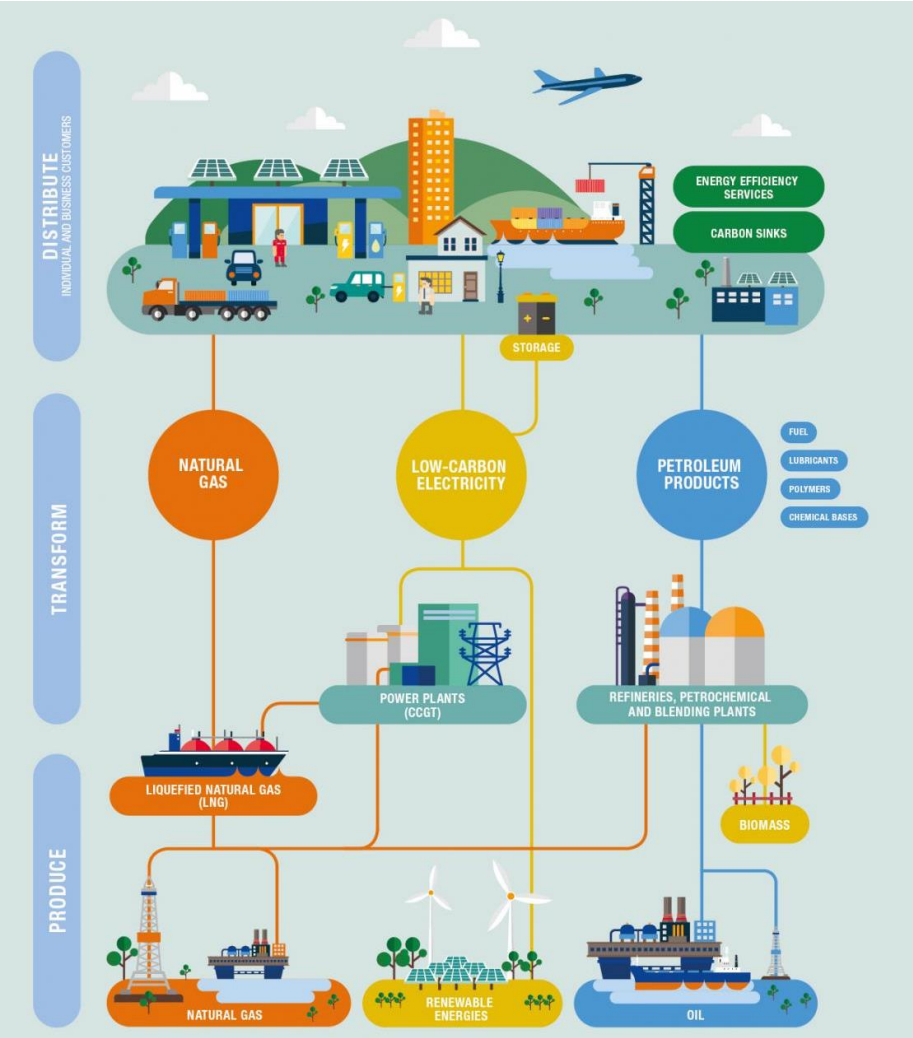 DISTRIBUTE
INDIVIDUAL AND BUSINESS CUSTOMERS
ENERGY EFFICIENCY
SERVICES
CARBON SINKS
STORAGE
TRANSFORM
NATURAL
GAS
LOW-CARBON
ELECTRICITY
PETROLEUM
PRODUCTS
FUEL
LUBRICANTS
POLYMERS
CHEMICAL BASES
POWER PLANTS
(CCGT)
REFINERIES, PETROCHEMICAL
AND BLENDING PLANTS
PRODUCE
LIQUEFIED NATURAL GAS
(LNG)
BIOMASS
NATURAL GAS
RENEWABLE
ENERGIES
OIL